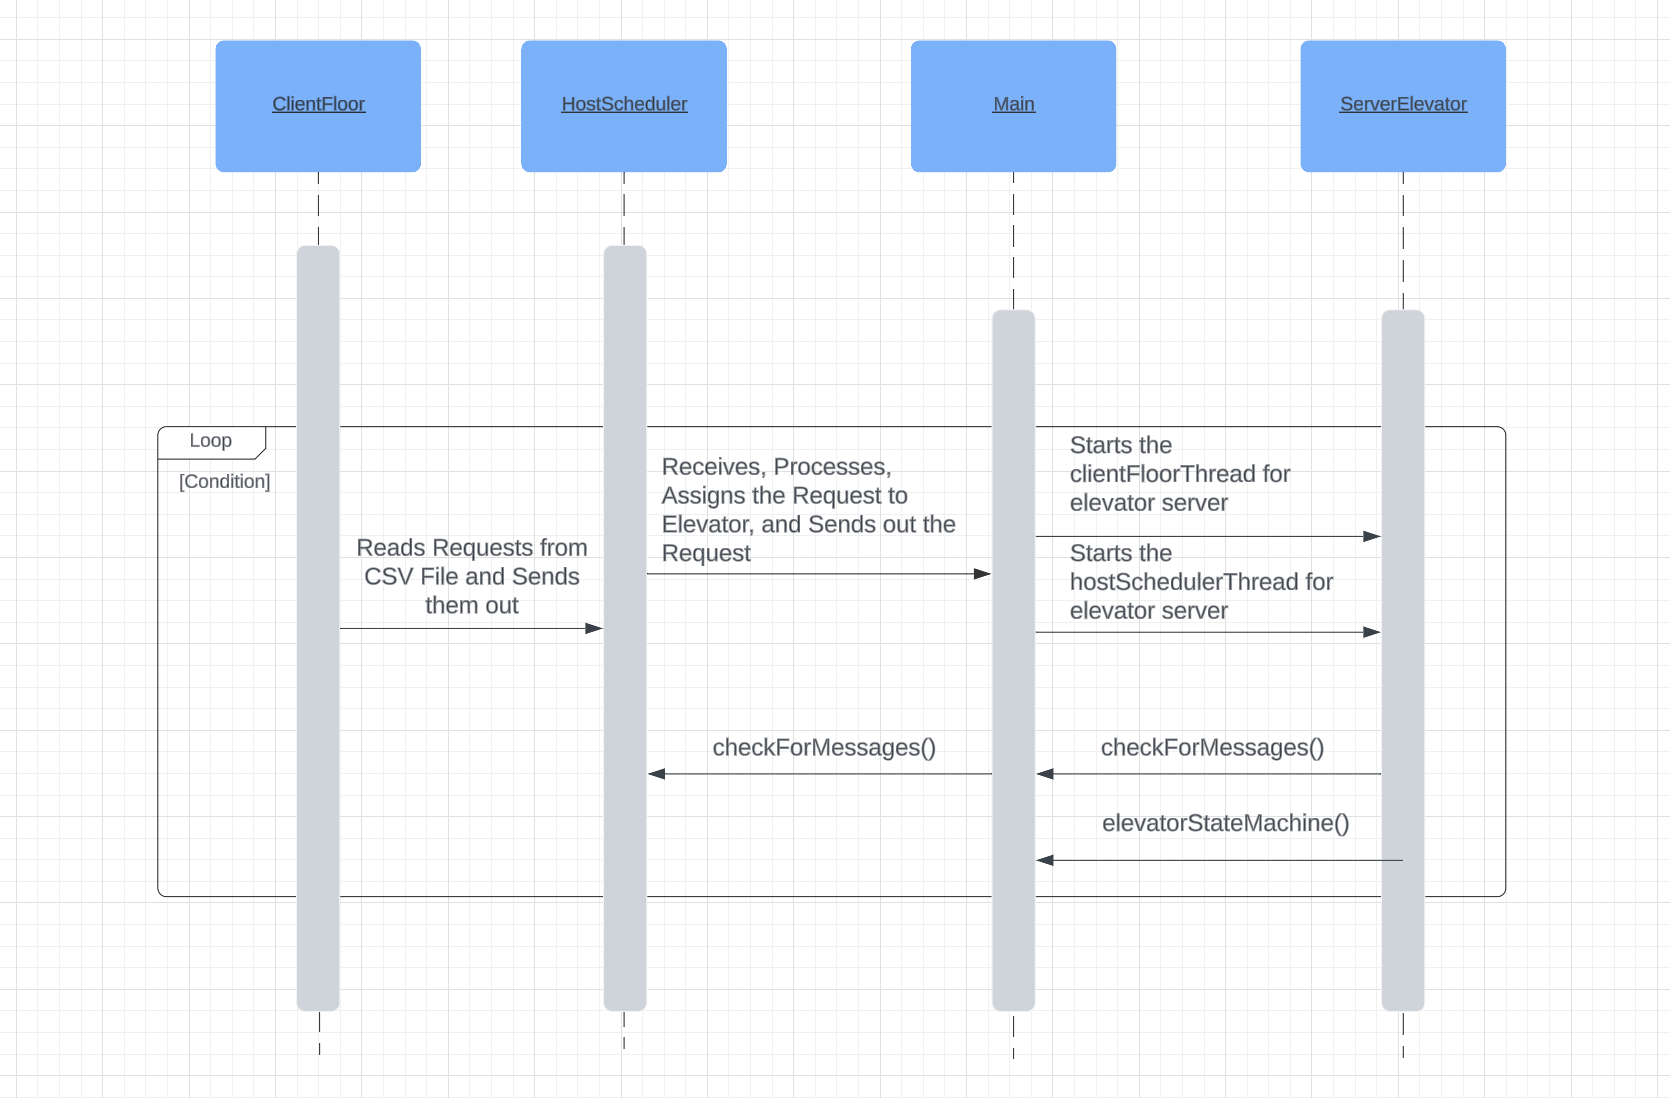 ClientFloor
HostScheduler
Main
ServerElevator
Loop
[Condition]
Reads Requests from
CSV File and Sends
them out
Receives, Processes,
Assigns the Request to
Elevator, and Sends out the
Request
Starts the
clientFloorThread for
elevator server
Starts the
hostSchedulerThread for
elevator server
checkForMessages()
checkForMessages()
elevatorStateMachine()